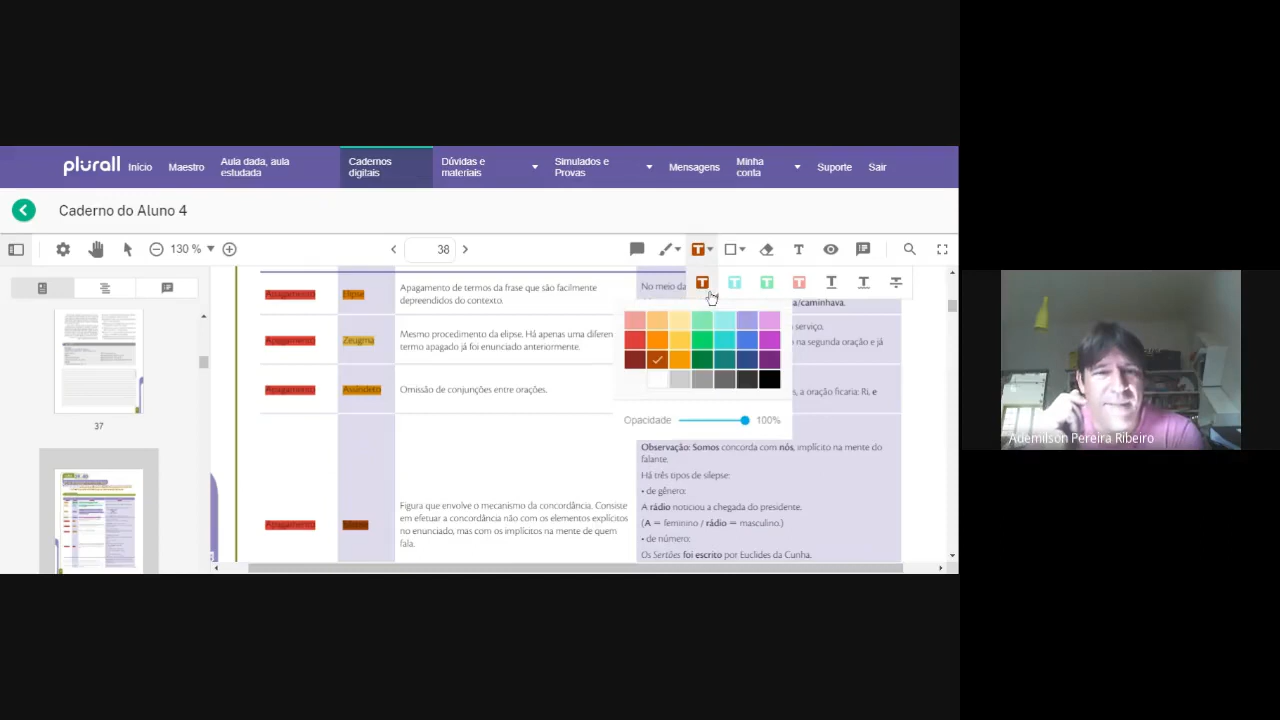 plurall
Início
Maestro
Aula dada, aula
estudada
Cadernos
digitais
Dúvidas e
materiais
Simulados e
Provas
Mensagens
Minha
conta
Suporte
Sair
Caderno do Aluno 4
130 %
38
37
Apagamento
Elipse
Apagamento de termos da frase que são facilmente
depreendidos do contexto.
No meio da
a/caminhava.
Apagamento
Zeugma
Mesmo procedimento da elipse. Há apenas uma diferen
termo apagado já foi enunciado anteriormente.
serviço.
na segunda oração e já
Apagamento
Assíndeto
Omissão de conjunções entre orações.
s, a oração ficaria: Ri, e
Opacidade
100%
Observação: Somos concorda com nós, implícito na mente do
falante.
Há três tipos de silepse:
• de gênero:
A rádio noticiou a chegada do presidente.
(A = feminino / rádio = masculino.)
• de número:
Os Sertões foi escrito por Euclides da Cunha.
Apagamento
Figura que envolve o mecanismo da concordância. Consiste
em efetuar a concordância não com os elementos explícitos
no enunciado, mas com os implícitos na mente de quem
fala.
Ademilson Pereira Ribeiro